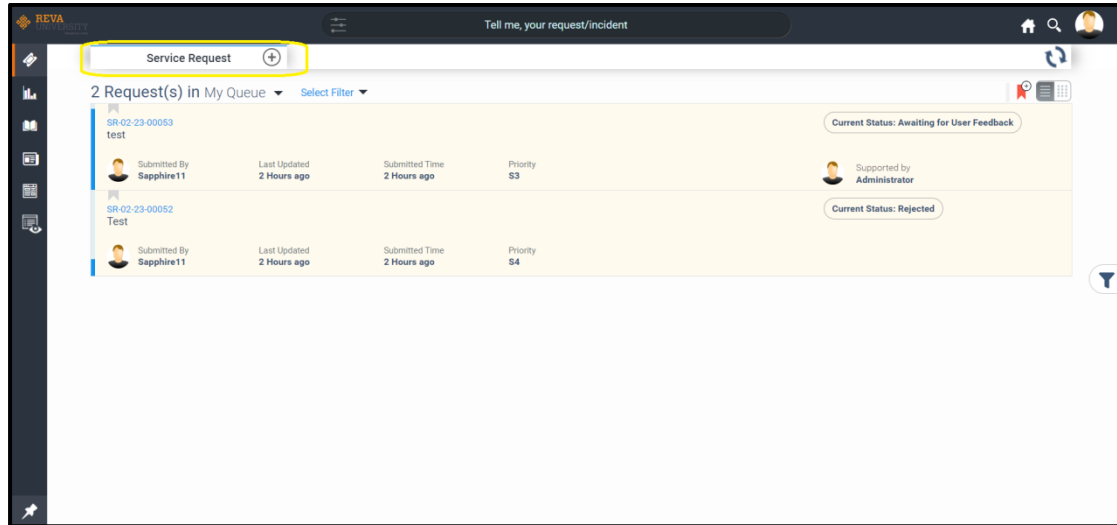 REVA
UNIVERSITY
Tell me, your request/incident
Service Request
2 Request(s) in My Queue Select Filter
SR-02-23-00053
test
Current Status: Awaiting for User Feedback
Submitted By Last Updated Submitted Time Priority Supported by
Sapphire11 2 Hours ago 2 Hours ago S3 Administrator
SR-02-23-00052
Test
Current Status: Rejected
Submitted By Last Updated Submitted Time Priority
Sapphire11 2 Hours ago 2 Hours ago S4